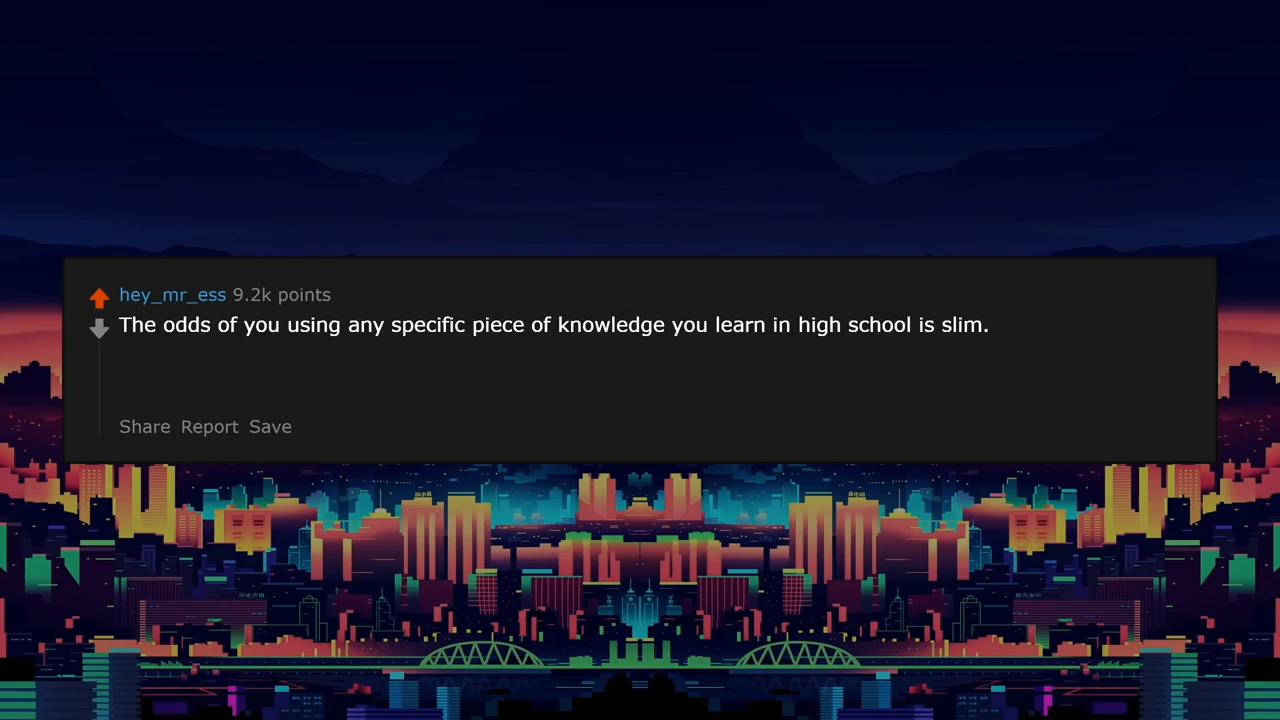 hey_mr_ess 9.2k points
The odds of you using any specific piece of knowledge you learn in high school is slim.
Share Report Save